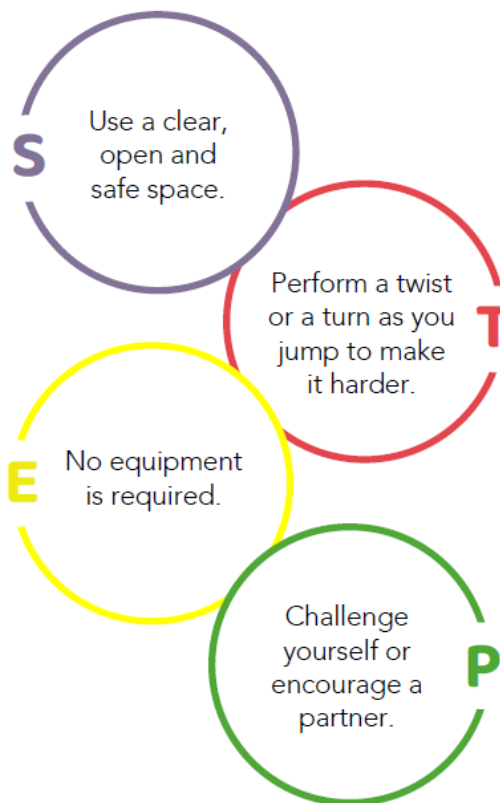 S
Use a clear,
open and
safe space.
T
Perform a twist
or a turn as you
jump to make
it harder.
E
No equipment
is required.
P
Challenge
yourself or
encourage a
partner.